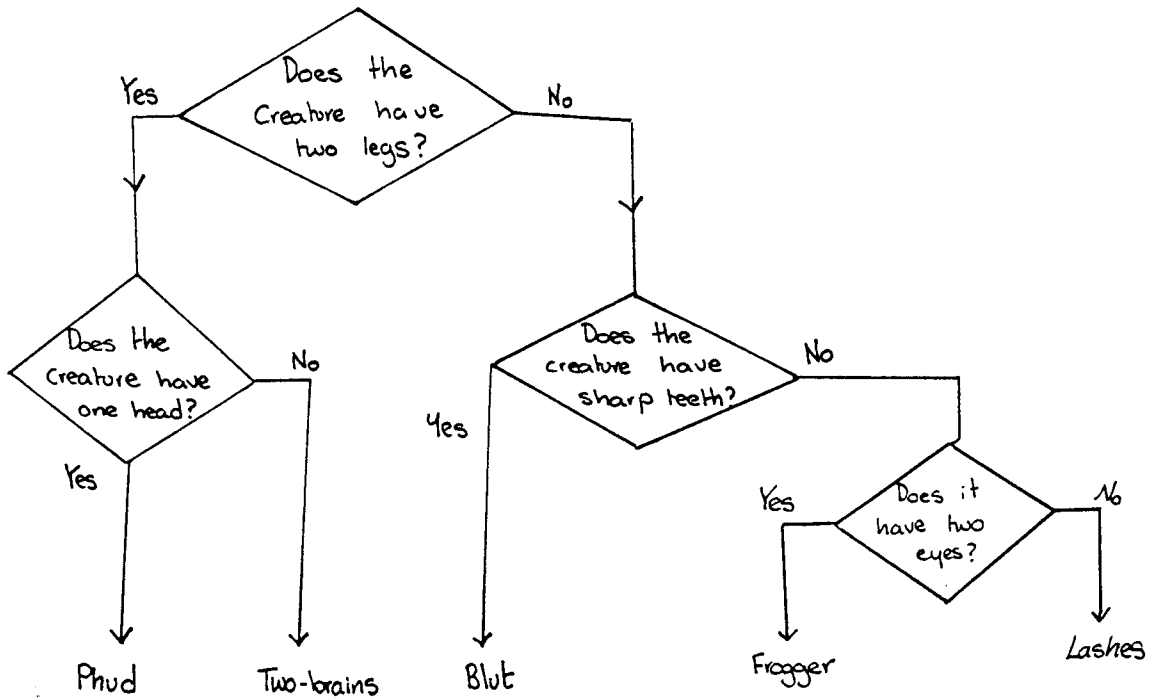 Does the
Creature have
two legs?
Yes
No
Does the
creature have
one head?
No
Yes
Does the
creature have
sharp teeth?
No
Yes
Does it
have two
eyes?
Yes
No
Phud
Two-brains
Blut
Frogger
Lashes